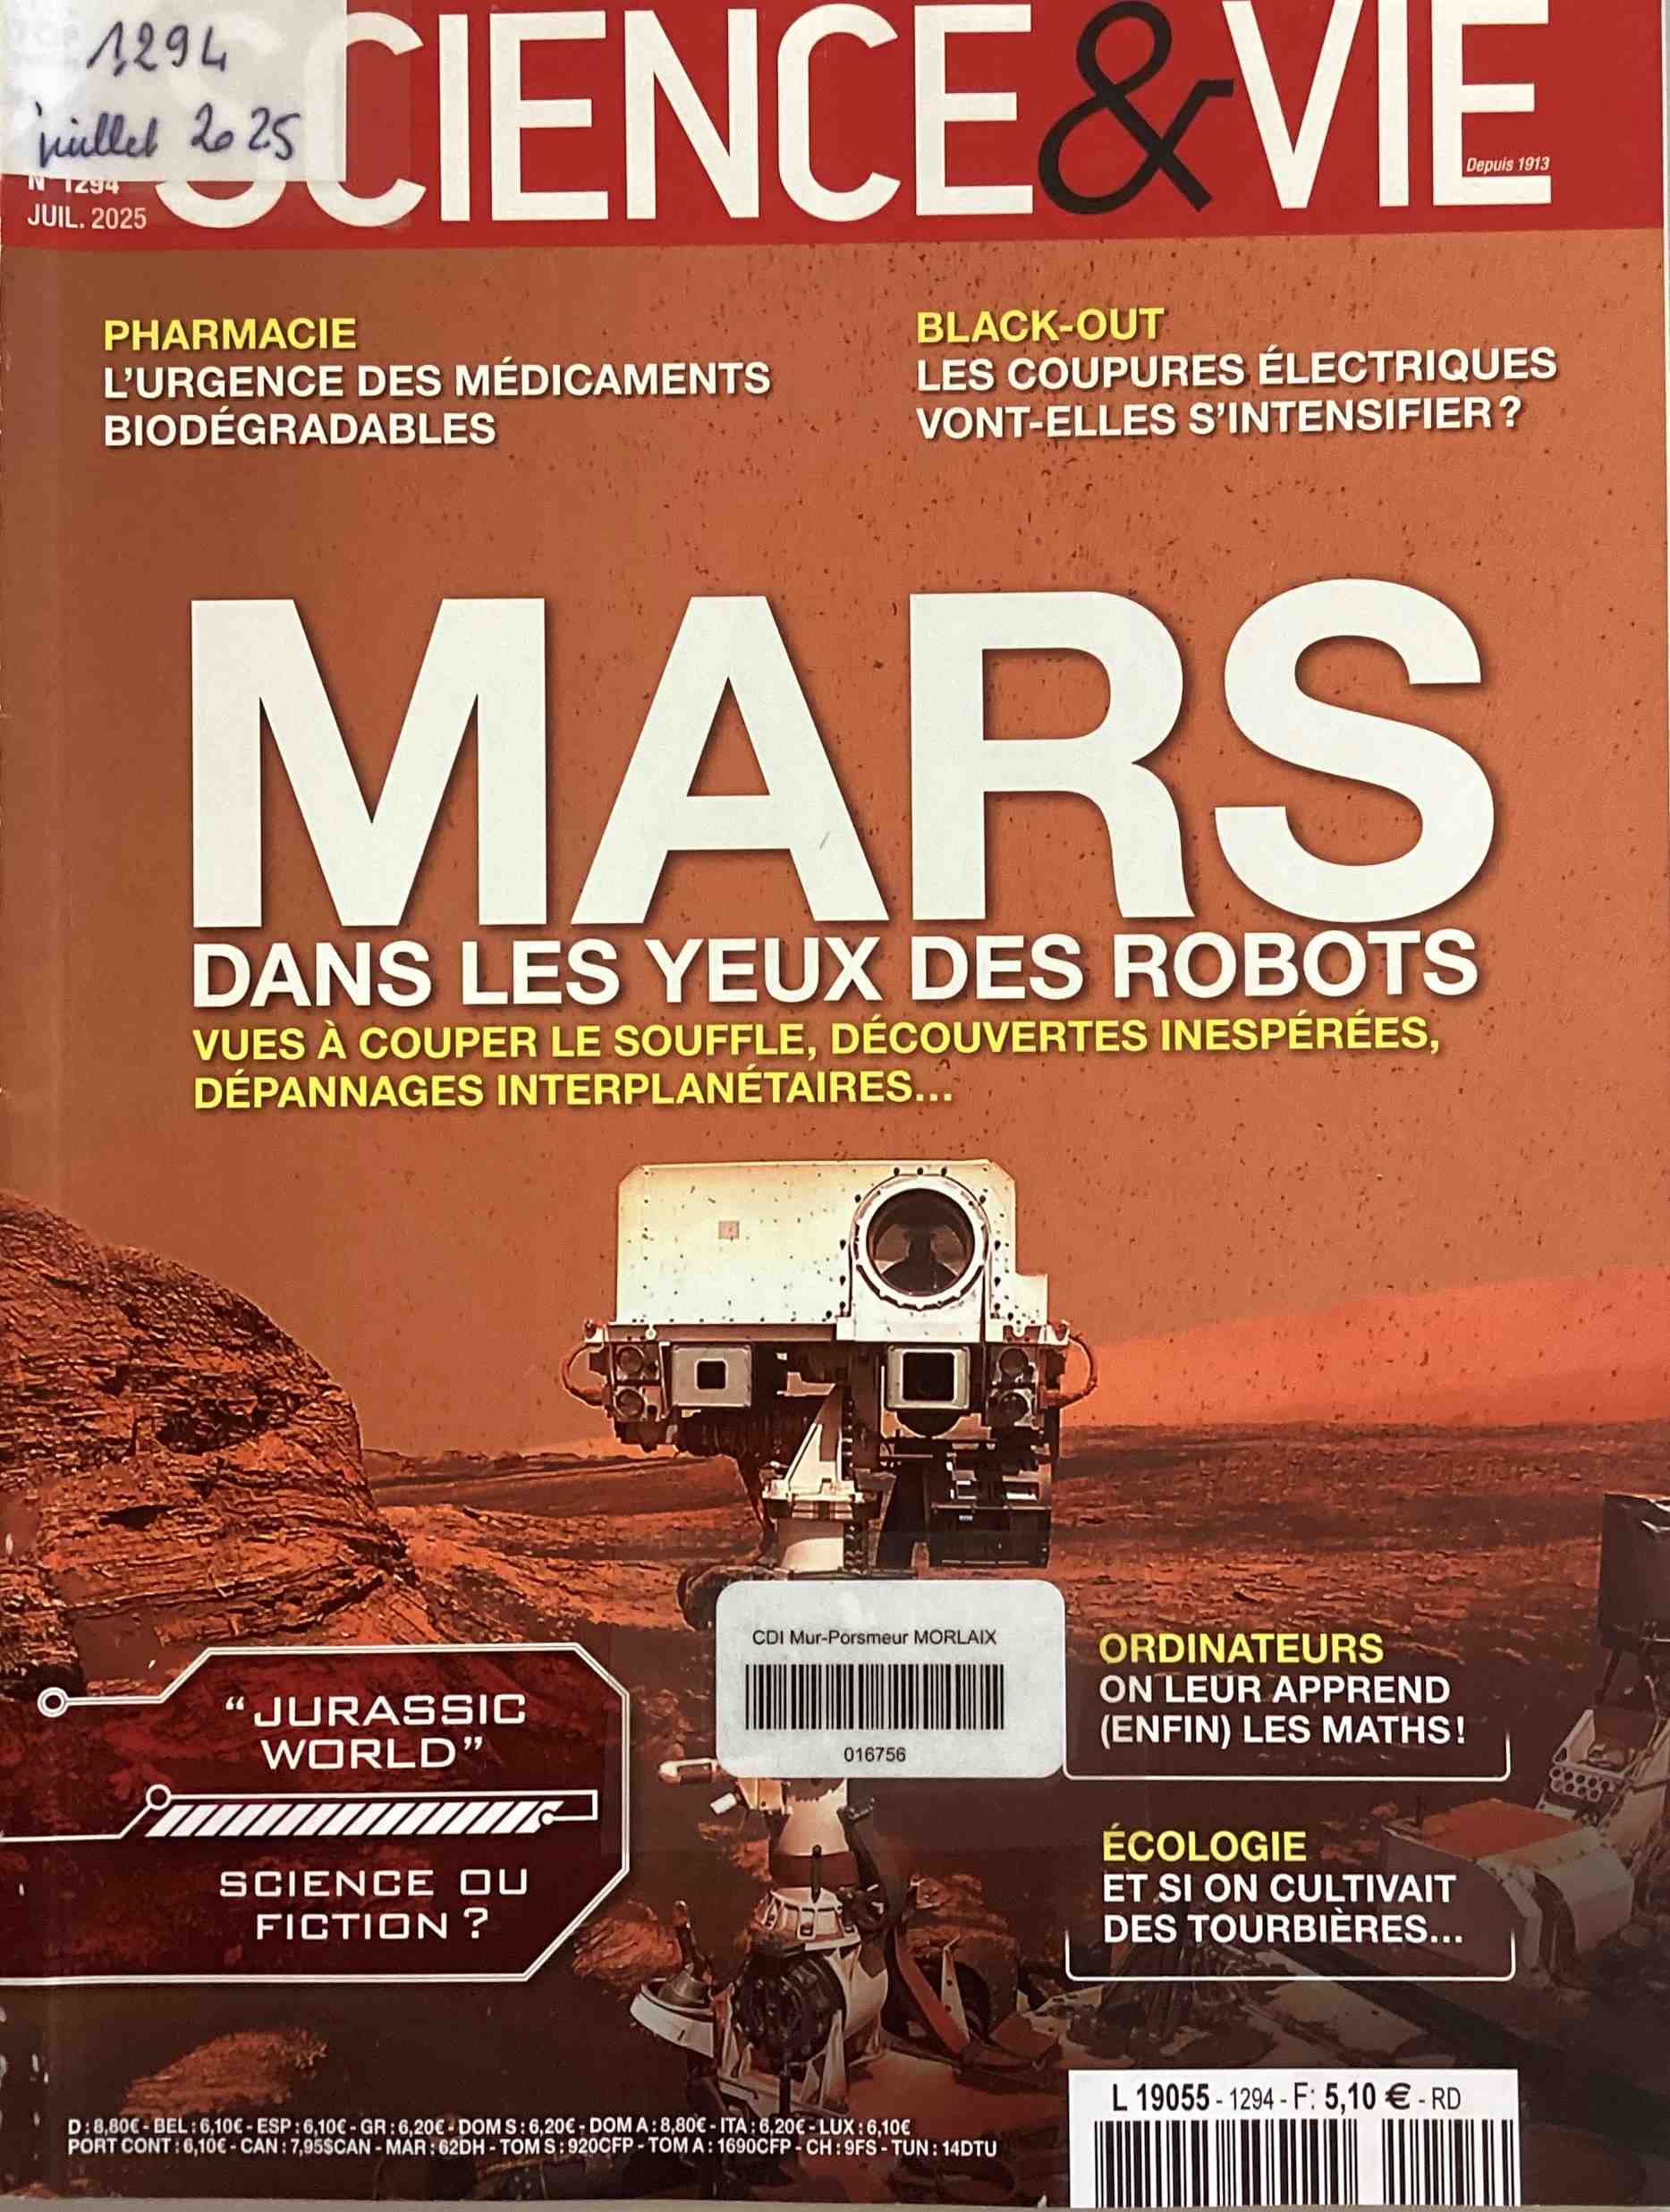 1294
juillet 2025
SCIENCE&VIE
Depuis 1913
N° 1294
JUIL. 2025
PHARMACIE
L'URGENCE DES MÉDICAMENTS
BIODÉGRADABLES
BLACK-OUT
LES COUPURES ÉLECTRIQUES
VONT-ELLES S'INTENSIFIER ?
MARS
DANS LES YEUX DES ROBOTS
VUES À COUPER LE SOUFFLE, DÉCOUVERTES INESPÉRÉES,
DÉPANNAGES INTERPLANÉTAIRES...
CDI Mur-Porsmeur MORLAIX
016756
"JURASSIC
WORLD"
SCIENCE OU
FICTION ?
ORDINATEURS
ON LEUR APPREND
(ENFIN) LES MATHS !
ÉCOLOGIE
ET SI ON CULTIVAIT
DES TOURBIÈRES...
D : 8,80€ - BEL : 6,10€ - ESP : 6,10€ - GR : 6,20€ - DOM S : 6,20€ - DOM A : 8,80€ - ITA : 6,20€ - LUX : 6,10€
PORT CONT : 6,10€ - CAN : 7,95$CAN - MAR : 62DH - TOM S : 920CFP - TOM A : 1690CFP - CH : 9FS - TUN : 14DTU
L 19055 - 1294 - F: 5,10 € - RD